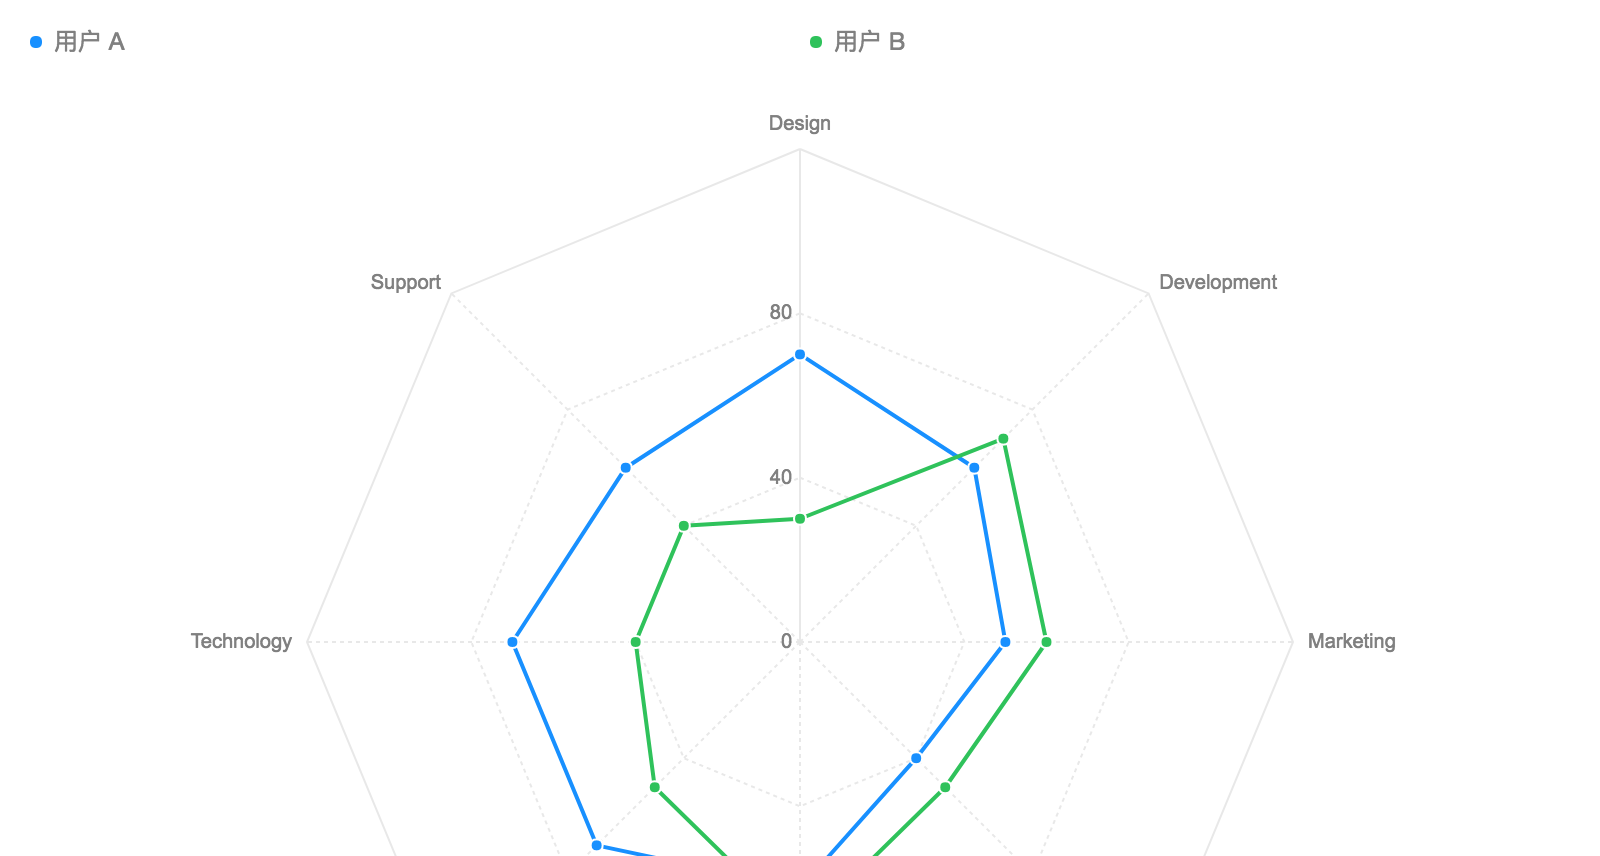 用户 A
用户 B
Design
Support
Development
80
40
Technology
0
Marketing